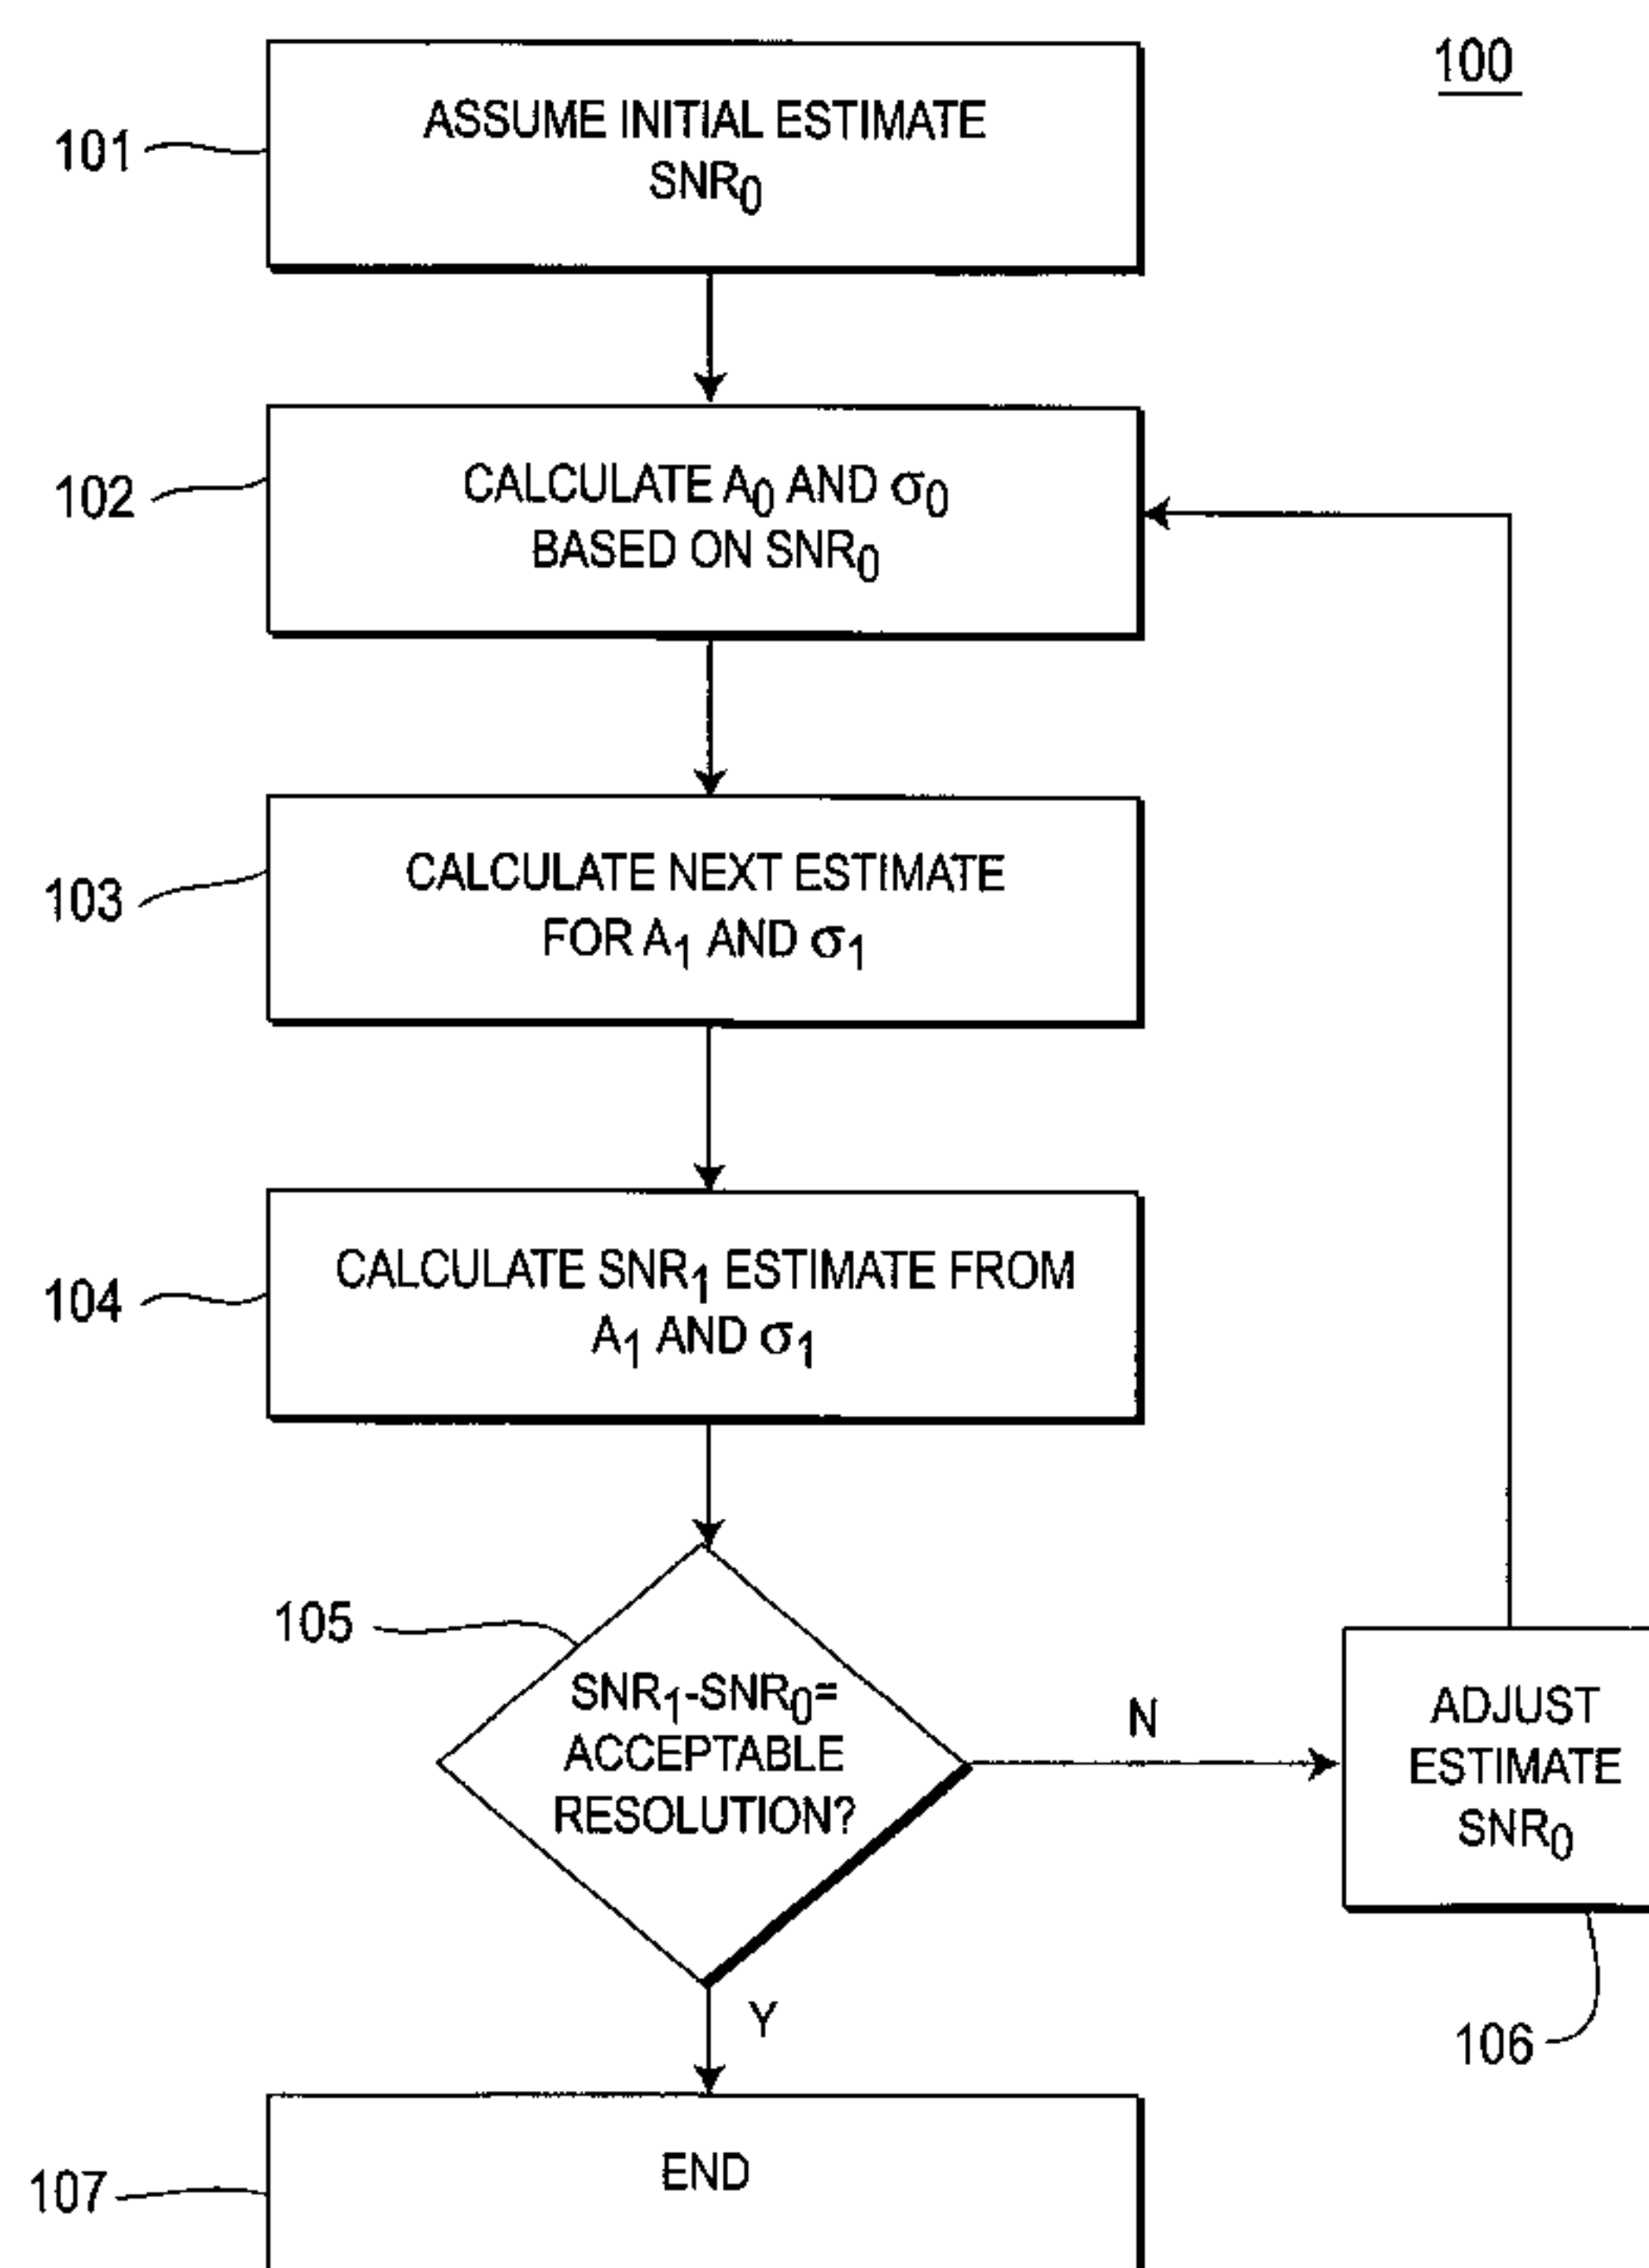 100
101
ASSUME INITIAL ESTIMATE
SNR₀
102
CALCULATE A₀ AND σ₀
BASED ON SNR₀
103
CALCULATE NEXT ESTIMATE
FOR A₁ AND σ₁
104
CALCULATE SNR₁ ESTIMATE FROM
A₁ AND σ₁
105
SNR₁-SNR₀=
ACCEPTABLE
RESOLUTION?
N
ADJUST
ESTIMATE
SNR₀
106
Y
107
END